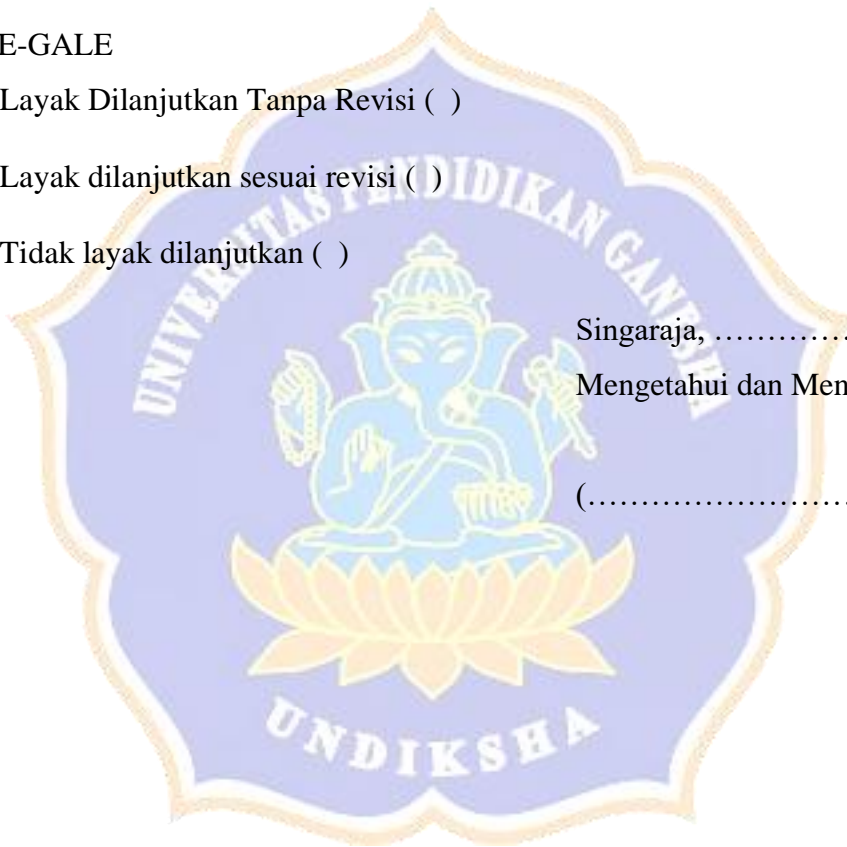 E-GALE
Layak Dilanjutkan Tanpa Revisi ( )
Layak dilanjutkan sesuai revisi ( )
Tidak layak dilanjutkan ( )
Singaraja, ……………
Mengetahui dan Men
(………………………
UNIVERSITAS PENDIDIKAN GANESHA
UNDIKSHA